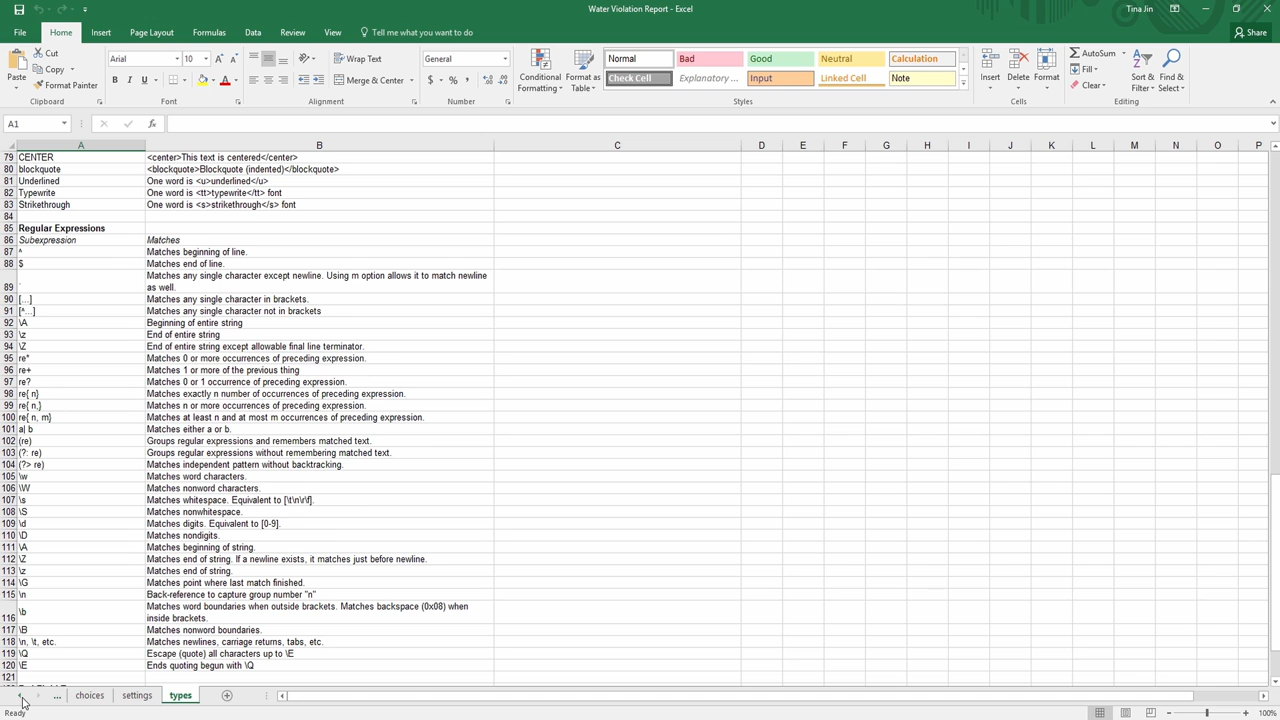 Water Violation Report - Excel
Tina Jin
File Home Insert Page Layout Formulas Data Review View Tell me what you want to do Share
Paste
Cut
Copy
Format Painter
Clipboard
Arial 10
B I U
Font
Wrap Text
Merge & Center
Alignment
General
$ % ,
Number
Conditional Formatting
Format as Table
Normal Bad Good Neutral Calculation
Check Cell Explanatory ... Input Linked Cell Note
Styles
Insert Delete Format
Cells
AutoSum
Fill
Clear
Sort & Filter
Find & Select
Editing
A1 fx
A B C D E F G H I J K L M N O P
79 CENTER <center>This text is centered</center>
80 blockquote <blockquote>Blockquote (indented)</blockquote>
81 Underlined One word is <u>underlined</u>
82 Typewrite One word is <tt>typewrite</tt> font
83 Strikethrough One word is <s>strikethrough</s> font
84
85 Regular Expressions
86 Subexpression Matches
87 ^ Matches beginning of line.
88 $ Matches end of line.
89 . Matches any single character except newline. Using m option allows it to match newline
as well.
90 [...] Matches any single character in brackets.
91 [^...] Matches any single character not in brackets
92 \A Beginning of entire string
93 \z End of entire string
94 \Z End of entire string except allowable final line terminator.
95 re* Matches 0 or more occurrences of preceding expression.
96 re+ Matches 1 or more of the previous thing
97 re? Matches 0 or 1 occurrence of preceding expression.
98 re{ n} Matches exactly n number of occurrences of preceding expression.
99 re{ n,} Matches n or more occurrences of preceding expression.
100 re{ n, m} Matches at least n and at most m occurrences of preceding expression.
101 a| b Matches either a or b.
102 (re) Groups regular expressions and remembers matched text.
103 (?: re) Groups regular expressions without remembering matched text.
104 (?> re) Matches independent pattern without backtracking.
105 \w Matches word characters.
106 \W Matches nonword characters.
107 \s Matches whitespace. Equivalent to [\t\n\r\f].
108 \S Matches nonwhitespace.
109 \d Matches digits. Equivalent to [0-9].
110 \D Matches nondigits.
111 \A Matches beginning of string.
112 \Z Matches end of string. If a newline exists, it matches just before newline.
113 \z Matches end of string.
114 \G Matches point where last match finished.
115 \n Back-reference to capture group number "n"
116 \b Matches word boundaries when outside brackets. Matches backspace (0x08) when
inside brackets.
117 \B Matches nonword boundaries.
118 \n, \t, etc. Matches newlines, carriage returns, tabs, etc.
119 \Q Escape (quote) all characters up to \E
120 \E Ends quoting begun with \Q
121
... choices settings types
Ready 100%